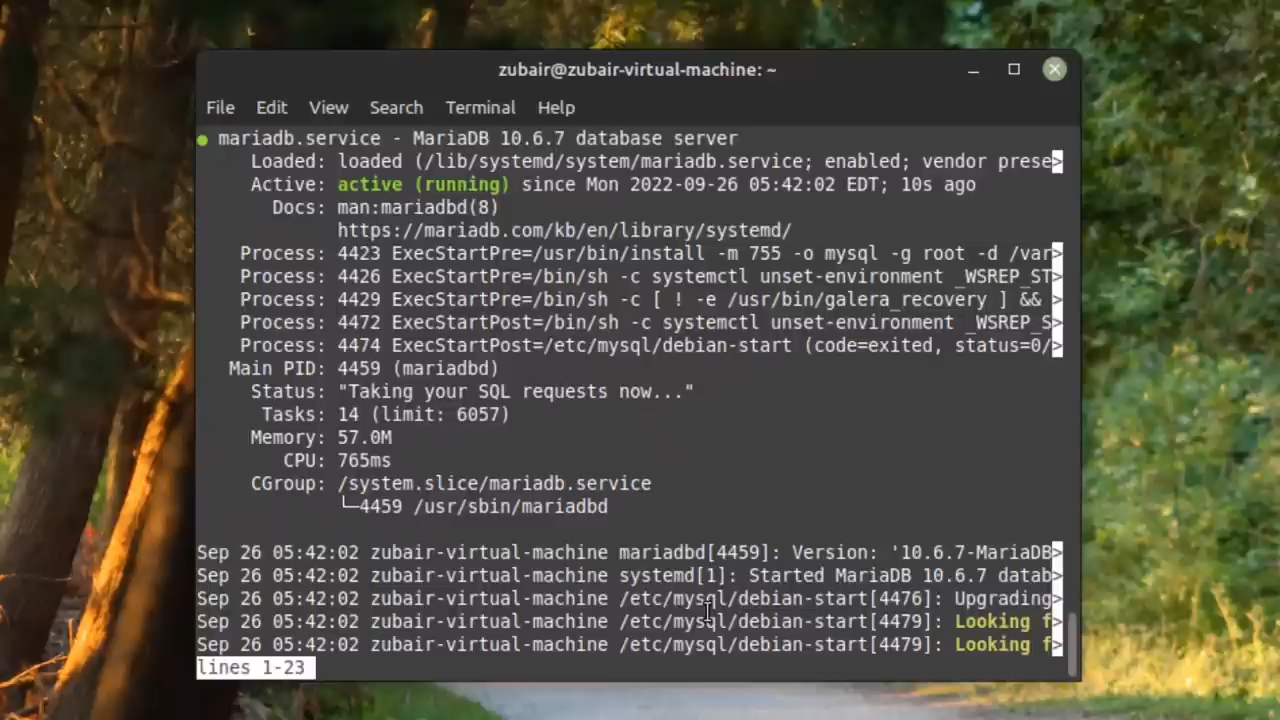 zubair@zubair-virtual-machine: ~
File Edit View Search Terminal Help
● mariadb.service - MariaDB 10.6.7 database server
Loaded: loaded (/lib/systemd/system/mariadb.service; enabled; vendor prese>
Active: active (running) since Mon 2022-09-26 05:42:02 EDT; 10s ago
Docs: man:mariadbd(8)
https://mariadb.com/kb/en/library/systemd/
Process: 4423 ExecStartPre=/usr/bin/install -m 755 -o mysql -g root -d /var>
Process: 4426 ExecStartPre=/bin/sh -c systemctl unset-environment _WSREP_ST>
Process: 4429 ExecStartPre=/bin/sh -c [ ! -e /usr/bin/galera_recovery ] && >
Process: 4472 ExecStartPost=/bin/sh -c systemctl unset-environment _WSREP_S>
Process: 4474 ExecStartPost=/etc/mysql/debian-start (code=exited, status=0/>
Main PID: 4459 (mariadbd)
Status: "Taking your SQL requests now..."
Tasks: 14 (limit: 6057)
Memory: 57.0M
CPU: 765ms
CGroup: /system.slice/mariadb.service
└─4459 /usr/sbin/mariadbd
Sep 26 05:42:02 zubair-virtual-machine mariadbd[4459]: Version: '10.6.7-MariaDB>
Sep 26 05:42:02 zubair-virtual-machine systemd[1]: Started MariaDB 10.6.7 datab>
Sep 26 05:42:02 zubair-virtual-machine /etc/mysql/debian-start[4476]: Upgrading>
Sep 26 05:42:02 zubair-virtual-machine /etc/mysql/debian-start[4479]: Looking f>
Sep 26 05:42:02 zubair-virtual-machine /etc/mysql/debian-start[4479]: Looking f>
lines 1-23